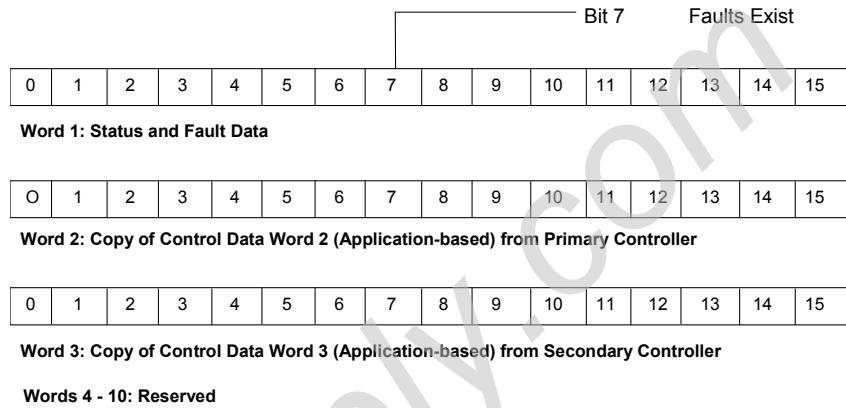 Bit 7 Faults Exist
0 1 2 3 4 5 6 7 8 9 10 11 12 13 14 15
Word 1: Status and Fault Data
O 1 2 3 4 5 6 7 8 9 10 11 12 13 14 15
Word 2: Copy of Control Data Word 2 (Application-based) from Primary Controller
0 1 2 3 4 5 6 7 8 9 10 11 12 13 14 15
Word 3: Copy of Control Data Word 3 (Application-based) from Secondary Controller
Words 4 - 10: Reserved